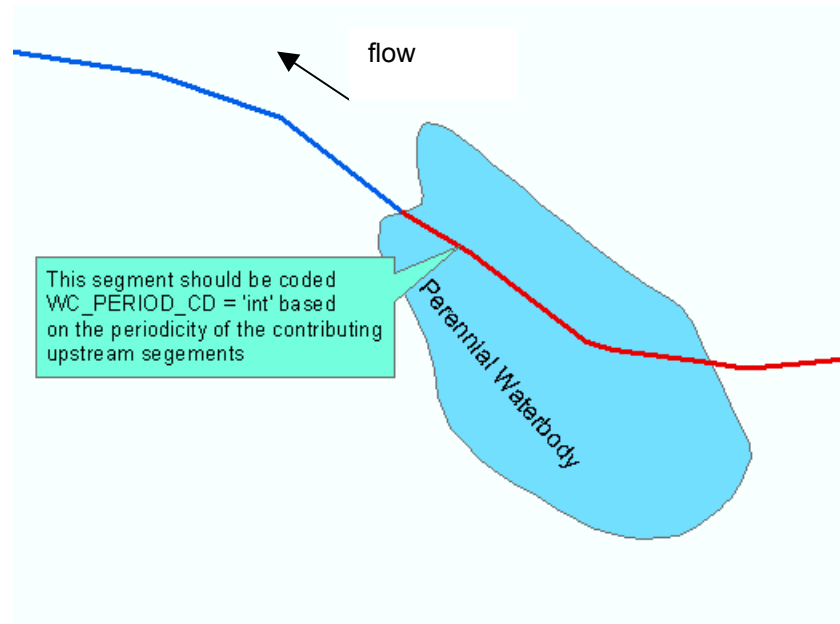 flow
This segment should be coded
WC_PERIOD_CD = 'int' based
on the periodicity of the contributing
upstream segements
Perennial Waterbody